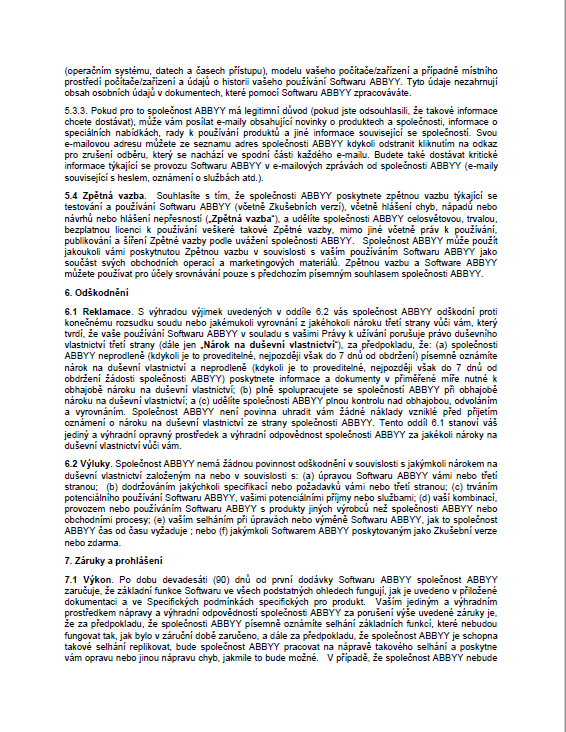 (operačním systému, datech a časech přístupu), modelu vašeho počítače/zařízení a případně místního
prostředí počítače/zařízení a údajů o historii vašeho používání Softwaru ABBYY. Tyto údaje nezahrnují
obsah osobních údajů v dokumentech, které pomocí Softwaru ABBYY zpracováváte.
5.3.3. Pokud pro to společnost ABBYY má legitimní důvod (pokud jste odsouhlasili, že takové informace
chcete dostávat), může vám posílat e-maily obsahující novinky o produktech a společnosti, informace o
speciálních nabídkách, rady k používání produktů a jiné informace související se společností. Svou
e-mailovou adresu můžete ze seznamu adres společnosti ABBYY kdykoli odstranit kliknutím na odkaz
pro zrušení odběru, který se nachází ve spodní části každého e-mailu. Budete také dostávat kritické
informace týkající se provozu Softwaru ABBYY v e-mailových zprávách od společnosti ABBYY (e-maily
související s heslem, oznámení o službách atd.).
5.4 Zpětná vazba. Souhlasíte s tím, že společnosti ABBYY poskytnete zpětnou vazbu týkající se
testování a používání Softwaru ABBYY (včetně Zkušebních verzí), včetně hlášení chyb, nápadů nebo
návrhů nebo hlášení nepřesností („Zpětná vazba“), a udělíte společnosti ABBYY celosvětovou, trvalou,
bezplatnou licenci k používání veškeré takové Zpětné vazby, mimo jiné včetně práv k používání,
publikování a šíření Zpětné vazby podle uvážení společnosti ABBYY. Společnost ABBYY může použít
jakoukoli vámi poskytnutou Zpětnou vazbu v souvislosti s vaším používáním Softwaru ABBYY jako
součást svých obchodních operací a marketingových materiálů. Zpětnou vazbu a Software ABBYY
můžete používat pro účely srovnávání pouze s předchozím písemným souhlasem společnosti ABBYY.
6. Odškodnění
6.1 Reklamace. S výhradou výjimek uvedených v oddíle 6.2 vás společnost ABBYY odškodní proti
konečnému rozsudku soudu nebo jakémukoli vyrovnání z jakéhokoli nároku třetí strany vůči vám, který
tvrdí, že vaše používání Softwaru ABBYY v souladu s vašimi Právy k užívání porušuje právo duševního
vlastnictví třetí strany (dále jen „Nárok na duševní vlastnictví“), za předpokladu, že: (a) společnosti
ABBYY neprodleně (kdykoli je to proveditelné, nejpozději však do 7 dnů od obdržení) písemně oznámíte
nárok na duševní vlastnictví a neprodleně (kdykoli je to proveditelné, nejpozději však do 7 dnů od
obdržení žádosti společnosti ABBYY) poskytnete informace a dokumenty v přiměřené míře nutné k
obhajobě nároku na duševní vlastnictví; (b) plně spolupracujete se společností ABBYY při obhajobě
nároku na duševní vlastnictví; a (c) udělíte společnosti ABBYY plnou kontrolu nad obhajobou, odvoláním
a vyrovnáním. Společnost ABBYY není povinna uhradit vám žádné náklady vzniklé před přijetím
oznámení o nároku na duševní vlastnictví ze strany společnosti ABBYY. Tento oddíl 6.1 stanoví váš
jediný a výhradní opravný prostředek a výhradní odpovědnost společnosti ABBYY za jakékoli nároky na
duševní vlastnictví vůči vám.
6.2 Výluky. Společnost ABBYY nemá žádnou povinnost odškodnění v souvislosti s jakýmkoli nárokem na
duševní vlastnictví založeným na nebo v souvislosti s: (a) úpravou Softwaru ABBYY vámi nebo třetí
stranou; (b) dodržováním jakýchkoli specifikací nebo požadavků vámi nebo třetí stranou; (c) trváním
potenciálního používání Softwaru ABBYY, vašimi potenciálními příjmy nebo službami; (d) vaší kombinací,
provozem nebo používáním Softwaru ABBYY s produkty jiných výrobců než společnosti ABBYY nebo
obchodními procesy; (e) vaším selháním při úpravách nebo výměně Softwaru ABBYY, jak to společnost
ABBYY čas od času vyžaduje ; nebo (f) jakýmkoli Softwarem ABBYY poskytovaným jako Zkušební verze
nebo zdarma.
7. Záruky a prohlášení
7.1 Výkon. Po dobu devadesáti (90) dnů od první dodávky Softwaru ABBYY společnost ABBYY
zaručuje, že základní funkce Softwaru ve všech podstatných ohledech fungují, jak je uvedeno v přiložené
dokumentaci a ve Specifických podmínkách specifických pro produkt. Vaším jediným a výhradním
prostředkem nápravy a výhradní odpovědností společnosti ABBYY za porušení výše uvedené záruky je,
že za předpokladu, že společnosti ABBYY písemně oznámíte selhání základních funkcí, které nebudou
fungovat tak, jak bylo v záruční době zaručeno, a dále za předpokladu, že společnost ABBYY je schopna
takové selhání replikovat, bude společnost ABBYY pracovat na nápravě takového selhání a poskytne
vám opravu nebo jinou nápravu chyb, jakmile to bude možné. V případě, že společnost ABBYY nebude